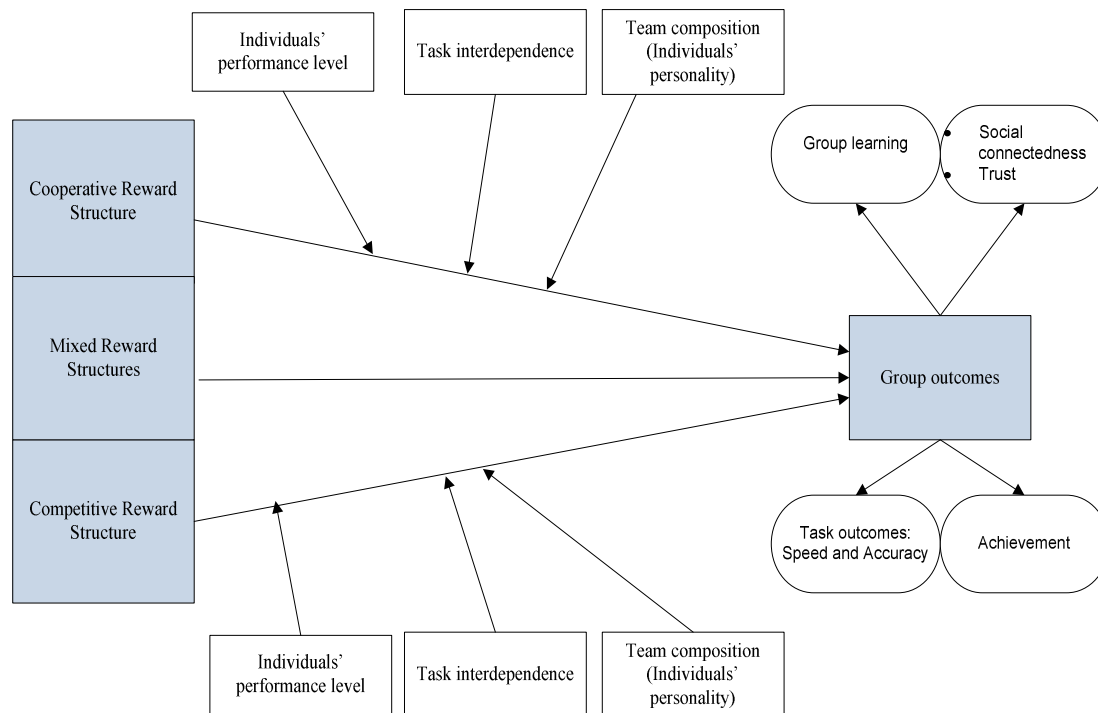 Individuals’
performance level
Task interdependence
Team composition
(Individuals’
personality)
Cooperative Reward
Structure
Mixed Reward
Structures
Competitive Reward
Structure
Group learning
• Social
connectedness
• Trust
Group outcomes
Task outcomes:
Speed and Accuracy
Achievement
Individuals’
performance level
Task interdependence
Team composition
(Individuals’
personality)